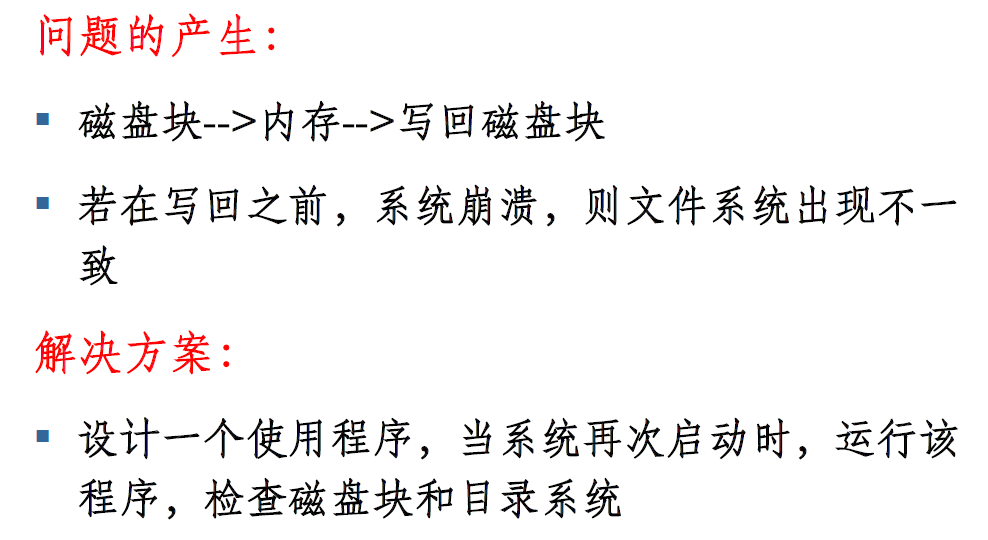 问题的产生：
▪ 磁盘块-->内存-->写回磁盘块
▪ 若在写回之前，系统崩溃，则文件系统出现不一
致
解决方案：
▪ 设计一个使用程序，当系统再次启动时，运行该
程序，检查磁盘块和目录系统